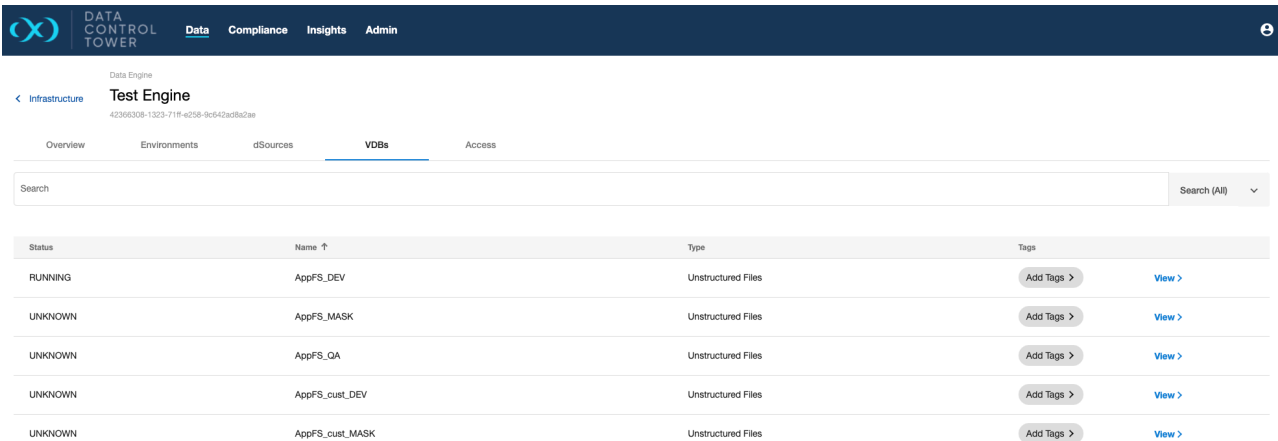 DATA
CONTROL
TOWER
Data Compliance Insights Admin
Data Engine
Infrastructure
Test Engine
42366308-1323-71ff-e258-9c642ad8a2ae
Overview Environments dSources VDBs Access
Search Search (All)
Status Name ↑ Type Tags
RUNNING AppFS_DEV Unstructured Files Add Tags > View >
UNKNOWN AppFS_MASK Unstructured Files Add Tags > View >
UNKNOWN AppFS_QA Unstructured Files Add Tags > View >
UNKNOWN AppFS_cust_DEV Unstructured Files Add Tags > View >
UNKNOWN AppFS_cust_MASK Unstructured Files Add Tags > View >